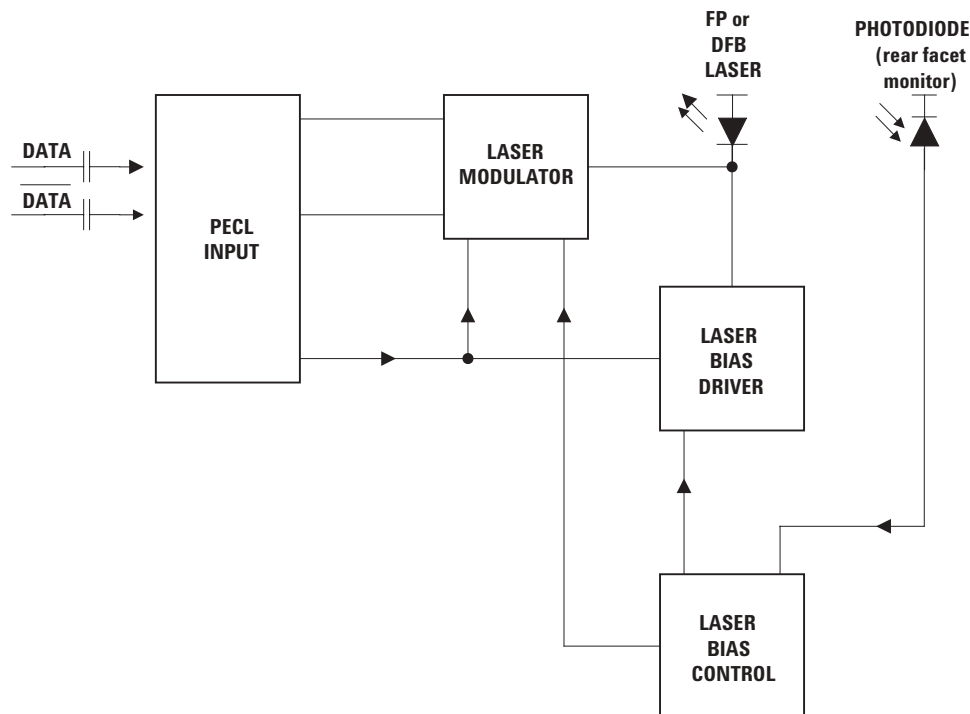 FP or
DFB
LASER
PHOTODIODE
(rear facet
monitor)
DATA
DATA
PECL
INPUT
LASER
MODULATOR
LASER
BIAS
DRIVER
LASER
BIAS
CONTROL